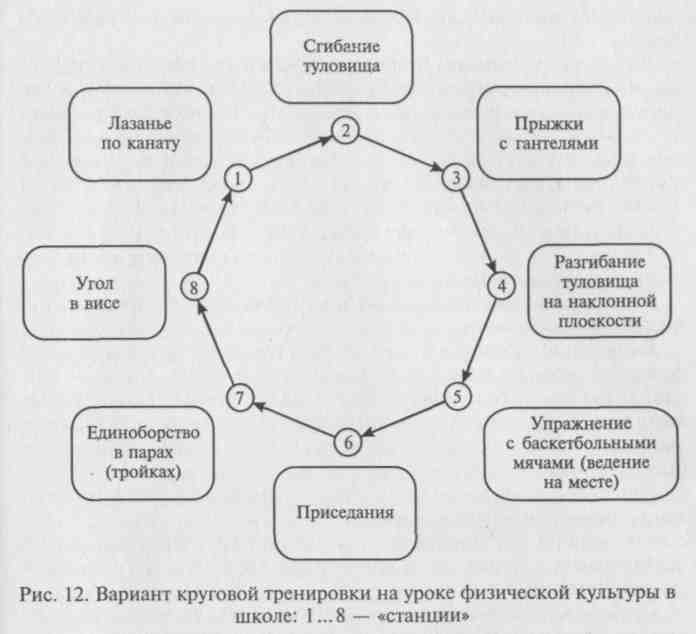 Сгибание
туловища
Лазанье
по канату
Прыжки
с гантелями
2
1
3
Угол
в висе
8
4
Разгибание
туловища
на наклонной
плоскости
7
5
6
Единоборство
в парах
(тройках)
Упражнение
с баскетбольными
мячами (ведение
на месте)
Приседания
Рис. 12. Вариант круговой тренировки на уроке физической культуры в
школе: 1...8 — «станции»